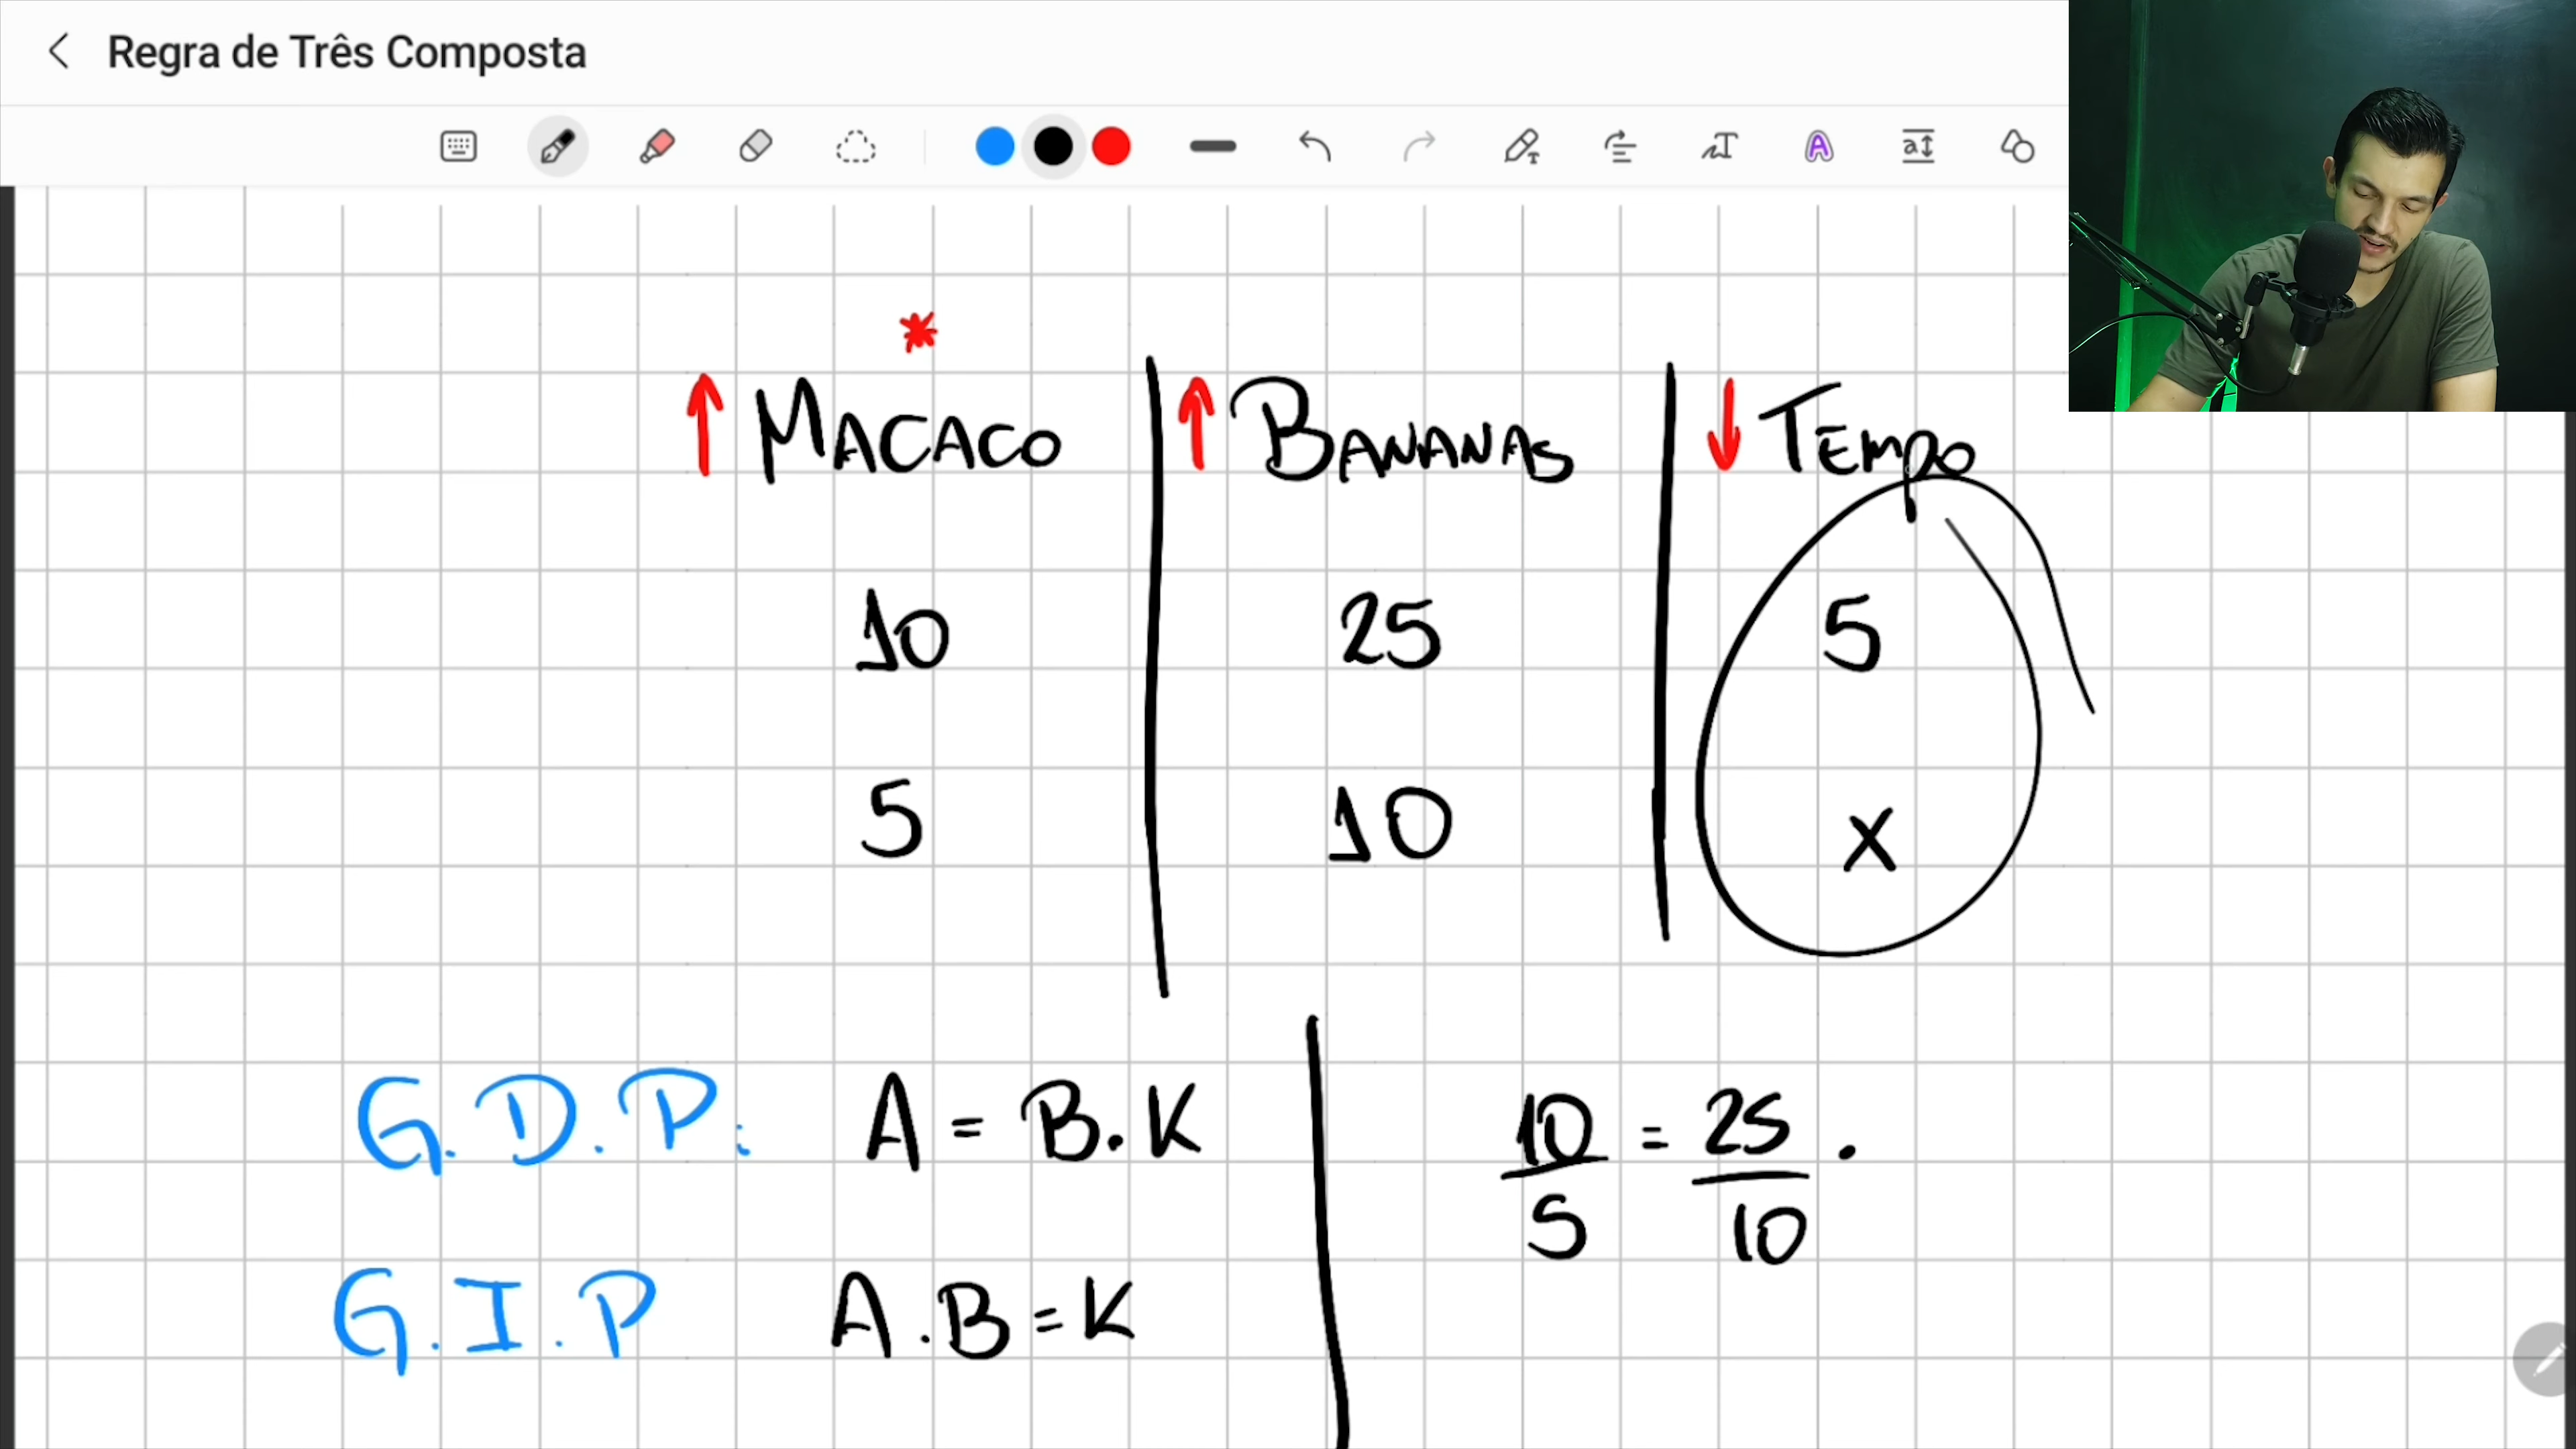 Regra de Três Composta
*
↑ MACACO ↑ BANANAS ↓ TEMPO
10 25 5
5 10 x
G.D.P: A = B.K
10/5 = 25/10 .
G.I.P A.B=K